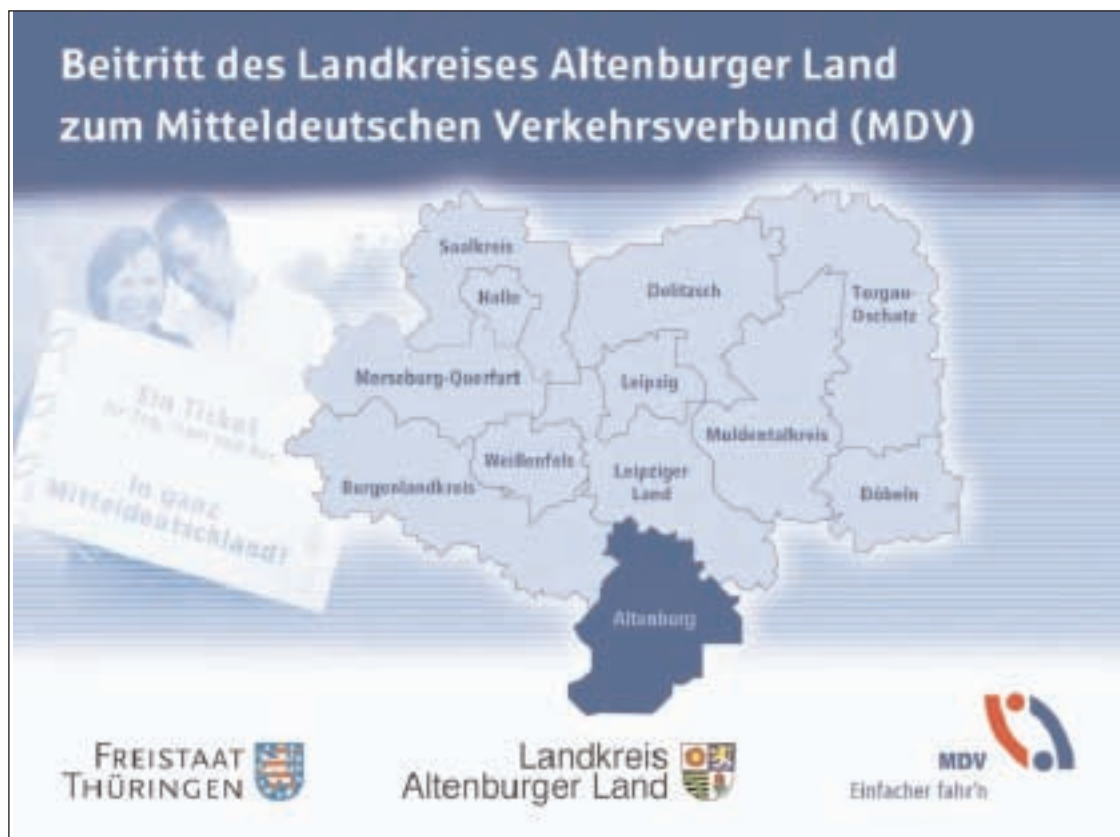 Beitritt des Landkreises Altenburger Land
zum Mitteldeutschen Verkehrsverbund (MDV)
Saalkreis
Halle
Delitzsch
Torgau-
Oschatz
Merseburg-Querfurt
Leipzig
Muldentalkreis
Weißenfels
Leipziger
Land
Burgenlandkreis
Döbeln
Altenburg
Ein Ticket
in ganz
Mitteldeutschland!
FREISTAAT
THÜRINGEN
Landkreis
Altenburger Land
MDV
Einfacher fahr'n